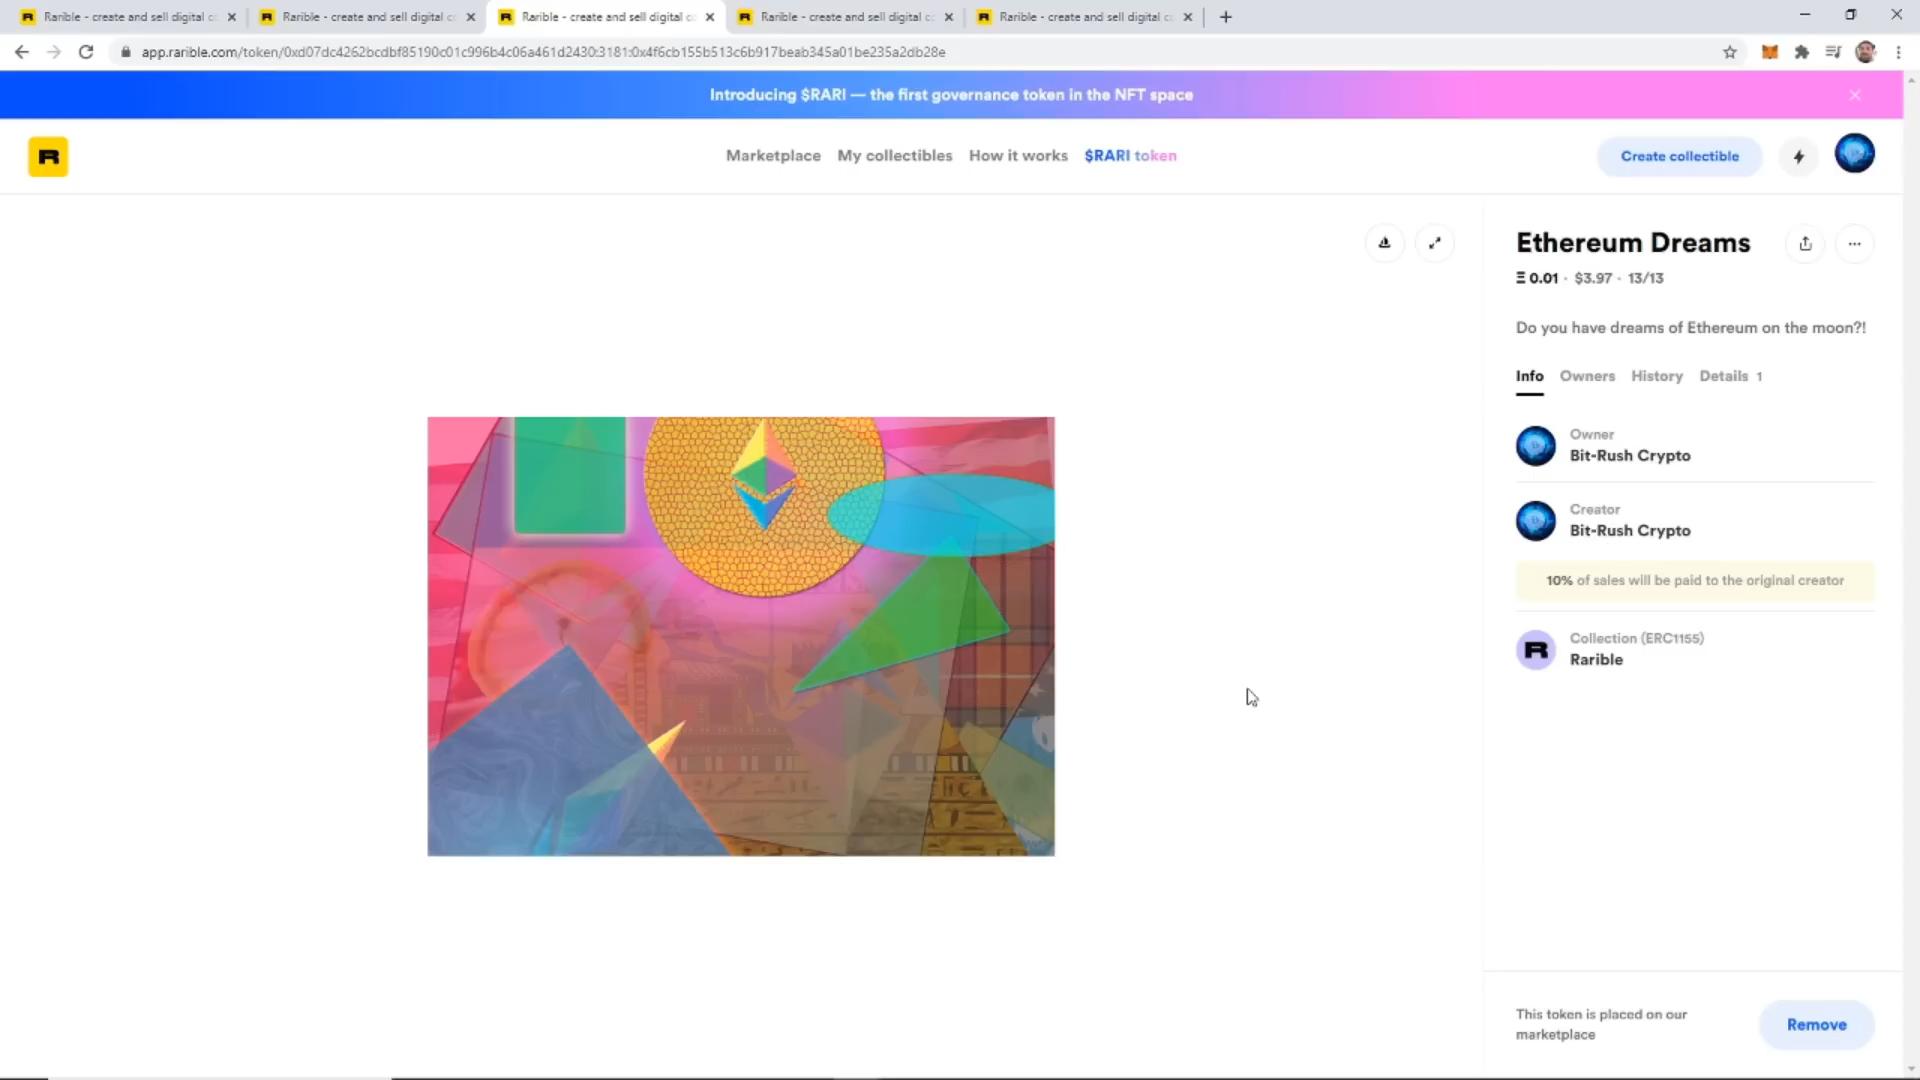 Rarible - create and sell digital c
Rarible - create and sell digital c
Rarible - create and sell digital c
Rarible - create and sell digital c
Rarible - create and sell digital c
app.rarible.com/token/0xd07dc4262bcdbf85190c01c996b4c06a461d2430:3181:0x4f6cb155b513c6b917beab345a01be235a2db28e
Introducing $RARI — the first governance token in the NFT space
R
Marketplace My collectibles How it works $RARI token
Create collectible
Ethereum Dreams
Ξ 0.01 · $3.97 · 13/13
Do you have dreams of Ethereum on the moon?!
Info Owners History Details 1
Owner
Bit-Rush Crypto
Creator
Bit-Rush Crypto
10% of sales will be paid to the original creator
R
Collection (ERC1155)
Rarible
This token is placed on our
marketplace
Remove